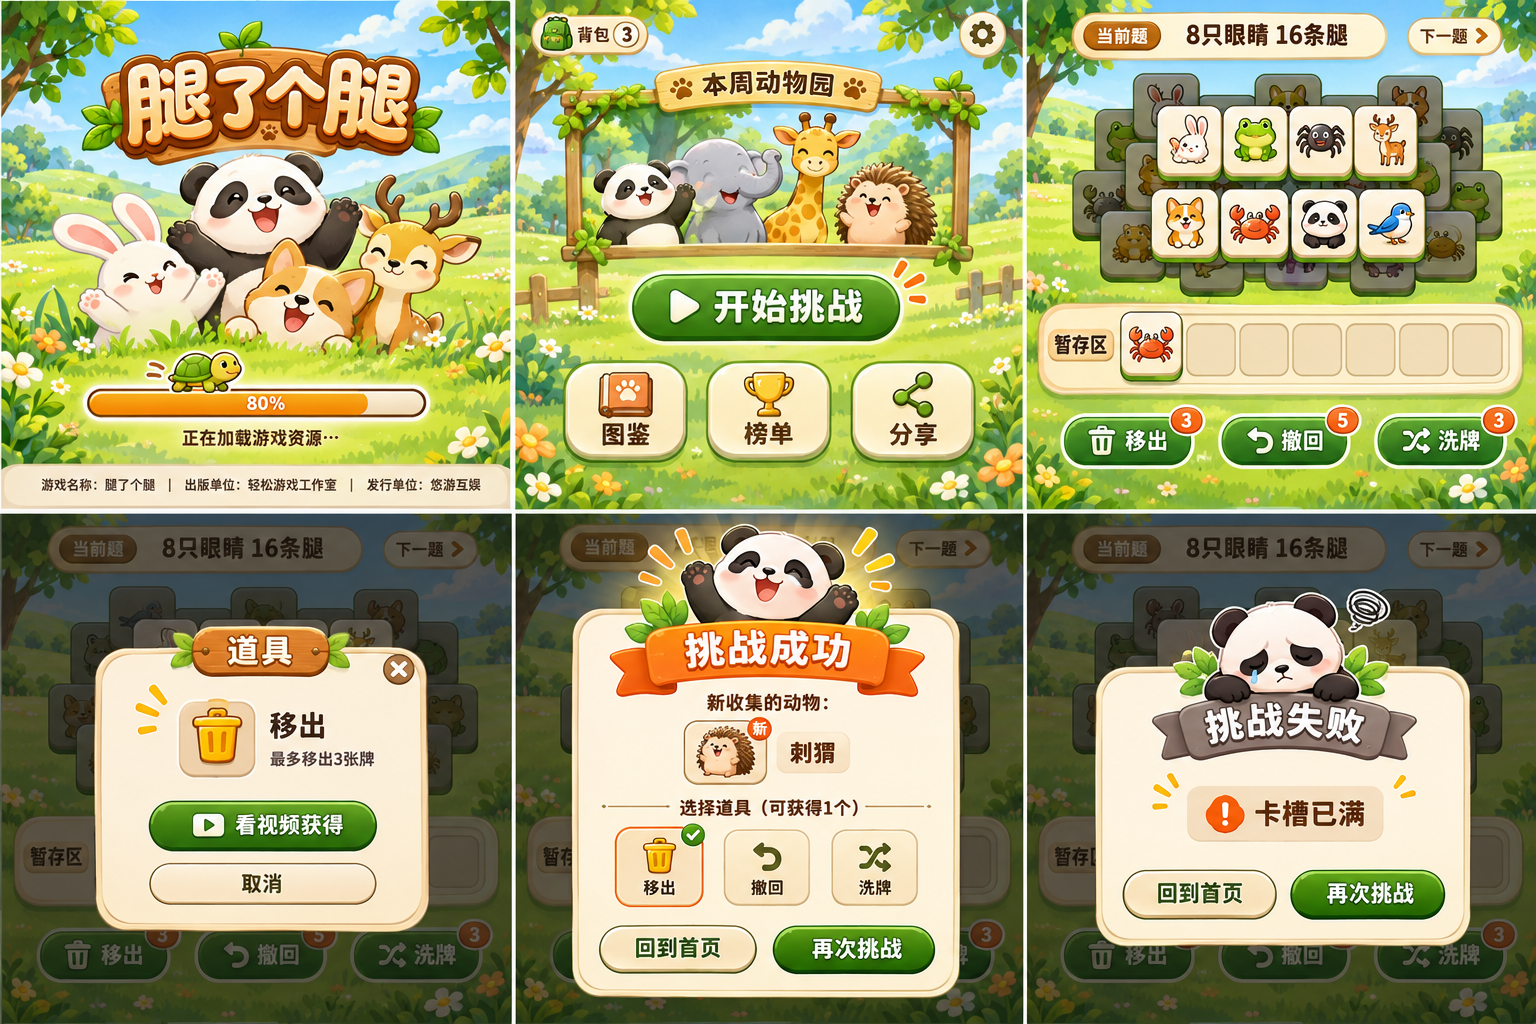 腿了个腿
80%
正在加载游戏资源…
游戏名称：腿了个腿 | 出版单位：轻松游戏工作室 | 发行单位：悠游互娱
背包 3
本周动物园
开始挑战
图鉴
榜单
分享
当前题 8只眼睛 16条腿 下一题
暂存区
移出 3
撤回 5
洗牌 3
当前题 8只眼睛 16条腿 下一题
道具
移出
最多移出3张牌
看视频获得
取消
暂存区
移出 3
撤回 5
洗牌 3
当前题 下一题
挑战成功
新收集的动物：
新
刺猬
选择道具（可获得1个）
移出
撤回
洗牌
回到首页
再次挑战
暂存
3
当前题 8只眼睛 16条腿 下一题
挑战失败
卡槽已满
回到首页
再次挑战
暂存
移出
撤回
洗牌 3